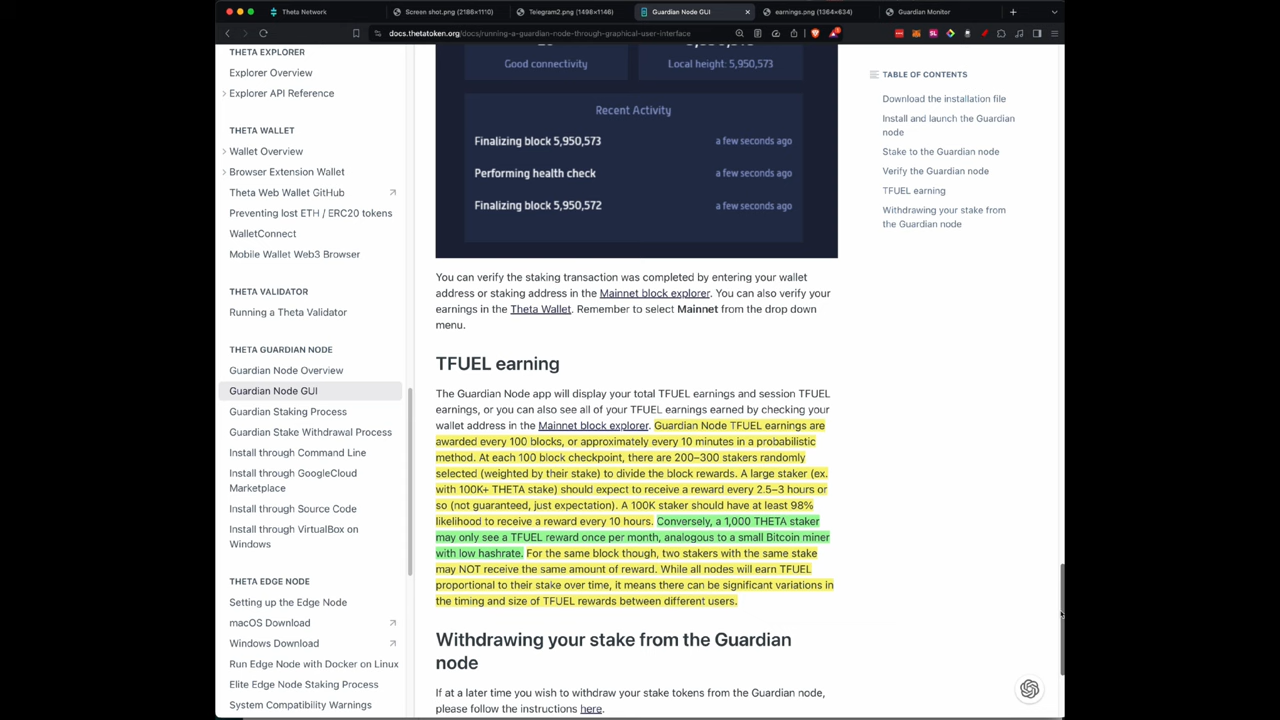 Theta Network
Screen shot.png (2186×1110)
Telegram2.png (1498×1146)
Guardian Node GUI
earnings.png (1364×634)
Guardian Monitor
docs.thetatoken.org/docs/running-a-guardian-node-through-graphical-user-interface
THETA EXPLORER
Explorer Overview
Explorer API Reference
THETA WALLET
Wallet Overview
Browser Extension Wallet
Theta Web Wallet GitHub
Preventing lost ETH / ERC20 tokens
WalletConnect
Mobile Wallet Web3 Browser
THETA VALIDATOR
Running a Theta Validator
THETA GUARDIAN NODE
Guardian Node Overview
Guardian Node GUI
Guardian Staking Process
Guardian Stake Withdrawal Process
Install through Command Line
Install through GoogleCloud
Marketplace
Install through Source Code
Install through VirtualBox on
Windows
THETA EDGE NODE
Setting up the Edge Node
macOS Download
Windows Download
Run Edge Node with Docker on Linux
Elite Edge Node Staking Process
System Compatibility Warnings
Good connectivity
Local height: 5,950,573
Recent Activity
Finalizing block 5,950,573 a few seconds ago
Performing health check a few seconds ago
Finalizing block 5,950,572 a few seconds ago
You can verify the staking transaction was completed by entering your wallet
address or staking address in the Mainnet block explorer. You can also verify your
earnings in the Theta Wallet. Remember to select Mainnet from the drop down
menu.
TFUEL earning
The Guardian Node app will display your total TFUEL earnings and session TFUEL
earnings, or you can also see all of your TFUEL earnings earned by checking your
wallet address in the Mainnet block explorer. Guardian Node TFUEL earnings are
awarded every 100 blocks, or approximately every 10 minutes in a probabilistic
method. At each 100 block checkpoint, there are 200–300 stakers randomly
selected (weighted by their stake) to divide the block rewards. A large staker (ex.
with 100K+ THETA stake) should expect to receive a reward every 2.5–3 hours or
so (not guaranteed, just expectation). A 100K staker should have at least 98%
likelihood to receive a reward every 10 hours. Conversely, a 1,000 THETA staker
may only see a TFUEL reward once per month, analogous to a small Bitcoin miner
with low hashrate. For the same block though, two stakers with the same stake
may NOT receive the same amount of reward. While all nodes will earn TFUEL
proportional to their stake over time, it means there can be significant variations in
the timing and size of TFUEL rewards between different users.
Withdrawing your stake from the Guardian
node
If at a later time you wish to withdraw your stake tokens from the Guardian node,
please follow the instructions here.
TABLE OF CONTENTS
Download the installation file
Install and launch the Guardian
node
Stake to the Guardian node
Verify the Guardian node
TFUEL earning
Withdrawing your stake from
the Guardian node